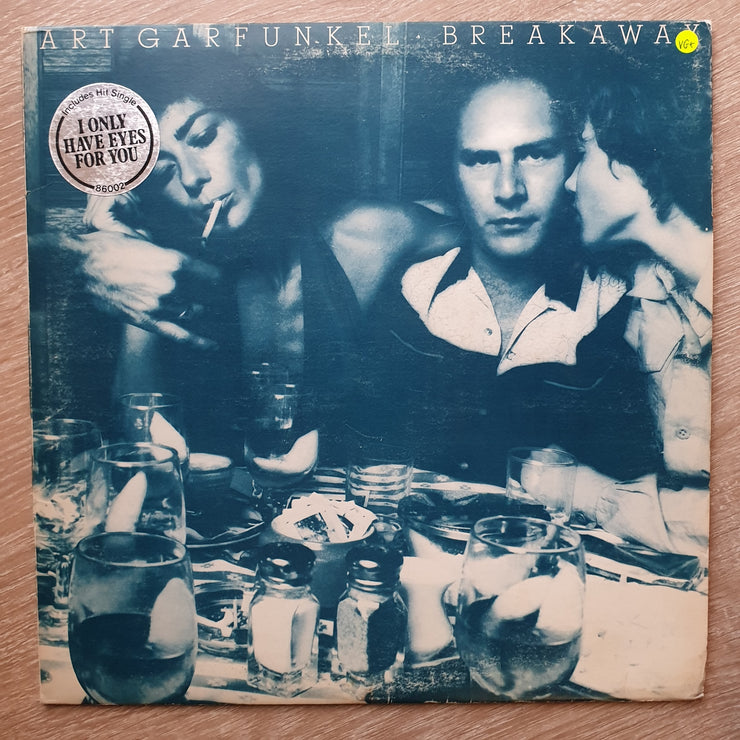 ART GARFUNKEL · BREAKAWAY
VG+
Includes Hit Single
I ONLY
HAVE EYES
FOR YOU
86002